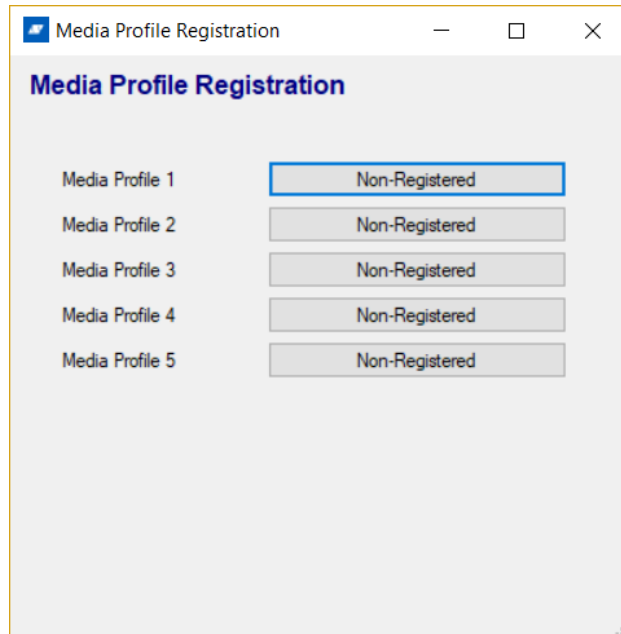 Media Profile Registration
Media Profile Registration
Media Profile 1 Non-Registered
Media Profile 2 Non-Registered
Media Profile 3 Non-Registered
Media Profile 4 Non-Registered
Media Profile 5 Non-Registered